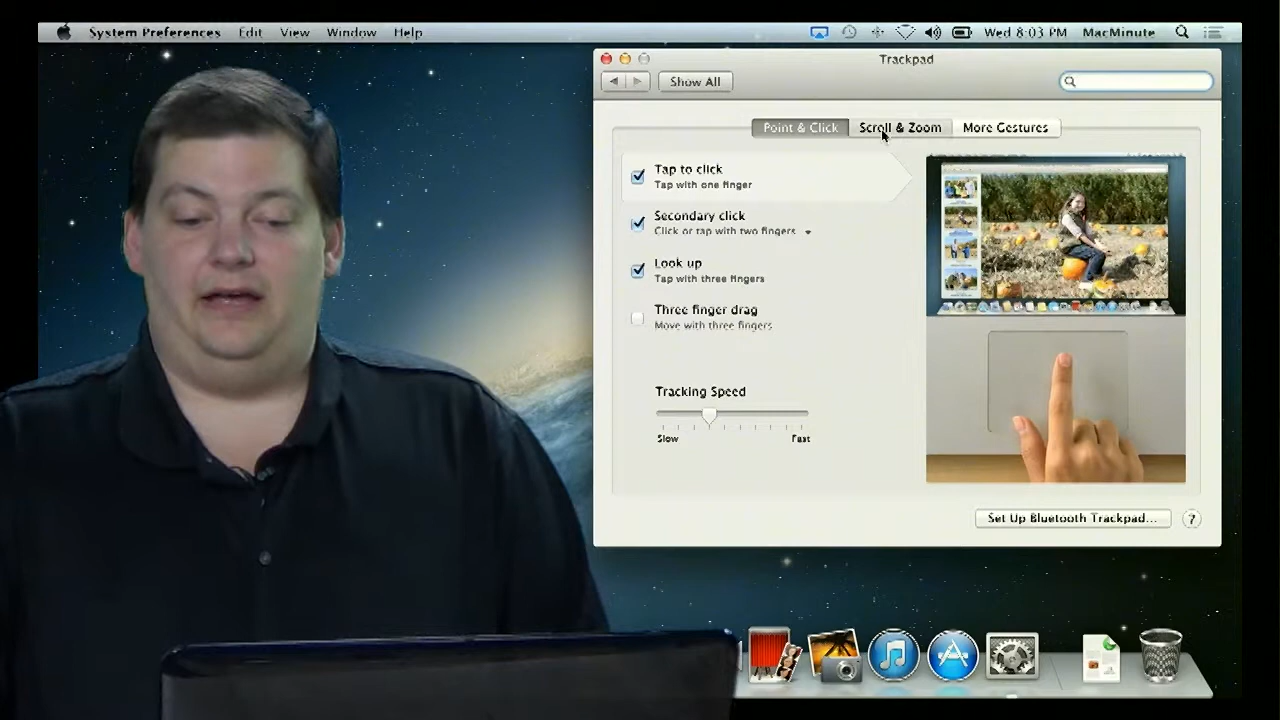 System Preferences Edit View Window Help Wed 8:03 PM MacMinute
Trackpad
Show All
Point & Click Scroll & Zoom More Gestures
Tap to click
Tap with one finger
Secondary click
Click or tap with two fingers
Look up
Tap with three fingers
Three finger drag
Move with three fingers
Tracking Speed
Slow Fast
Set Up Bluetooth Trackpad... ?